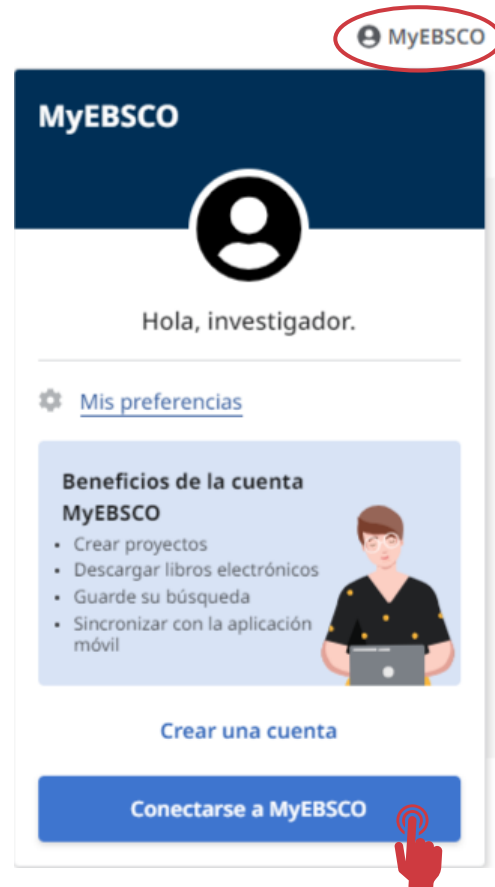 MyEBSCO
MyEBSCO
Hola, investigador.
Mis preferencias
Beneficios de la cuenta
MyEBSCO
• Crear proyectos
• Descargar libros electrónicos
• Guarde su búsqueda
• Sincronizar con la aplicación
móvil
Crear una cuenta
Conectarse a MyEBSCO